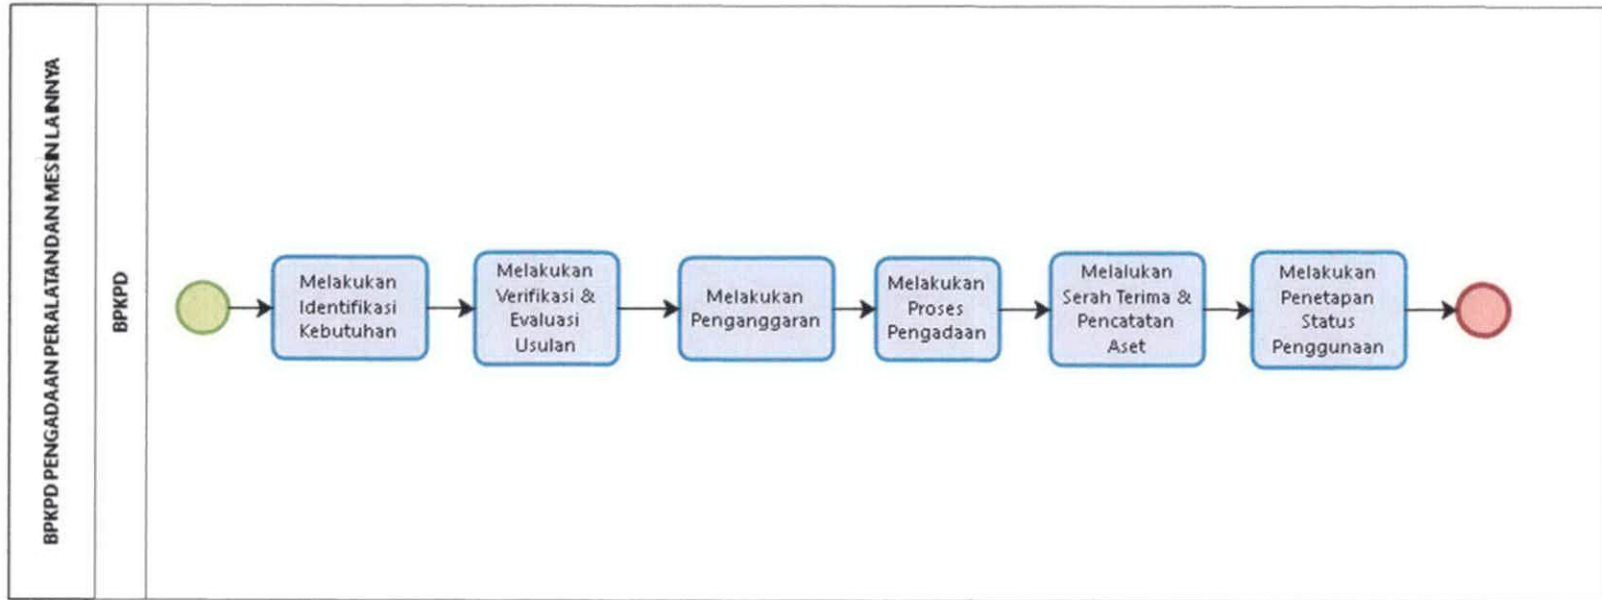 BPKPD PENGADAAN PERALATAN DAN MESIN LAINNYA
BPKPD
Melakukan
Identifikasi
Kebutuhan
Melakukan
Verifikasi &
Evaluasi
Usulan
Melakukan
Penganggaran
Melakukan
Proses
Pengadaan
Melalukan
Serah Terima &
Pencatatan
Aset
Melakukan
Penetapan
Status
Penggunaan